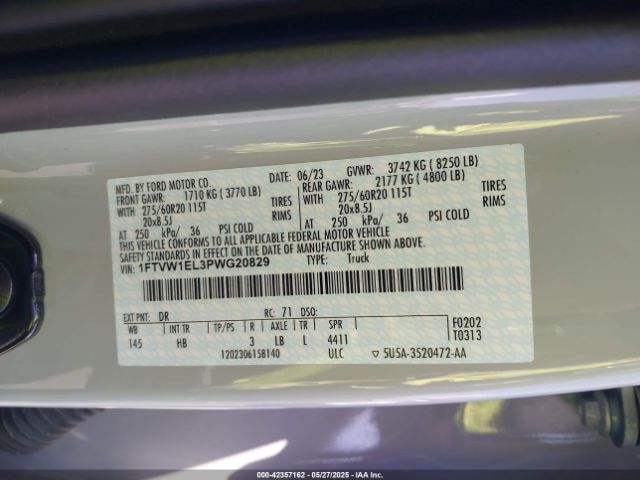 MFD. BY FORD MOTOR CO. DATE: 06/23 GVWR: 3742 KG ( 8250 LB)
FRONT GAWR: 1710 KG ( 3770 LB) REAR GAWR: 2177 KG ( 4800 LB)
WITH 275/60R20 115T TIRES 275/60R20 115T TIRES
20x8.5J RIMS 20x8.5J RIMS
AT 250 kPa/ 36 PSI COLD AT 250 kPa/ 36 PSI COLD
THIS VEHICLE CONFORMS TO ALL APPLICABLE FEDERAL MOTOR VEHICLE
SAFETY STANDARDS IN EFFECT ON THE DATE OF MANUFACTURE SHOWN ABOVE.
VIN: 1FTVW1EL3PWG20829 TYPE: Truck
EXT PNT: DR RC: 71 DSO: F0202
WB INT TR TP/PS R AXLE TR SPR T0313
145 HB 3 LB L 4411
1202306158140 ULC 5U5A-3520472-AA
000-42357162 - 05/27/2025 - IAA, Inc.